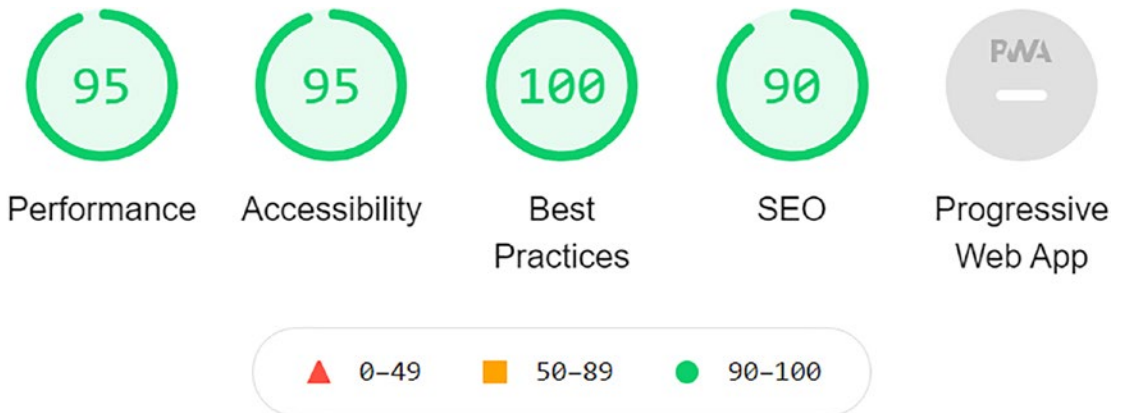 95
95
100
90
PWA
Performance
Accessibility
Best
Practices
SEO
Progressive
Web App
0–49
50–89
90–100